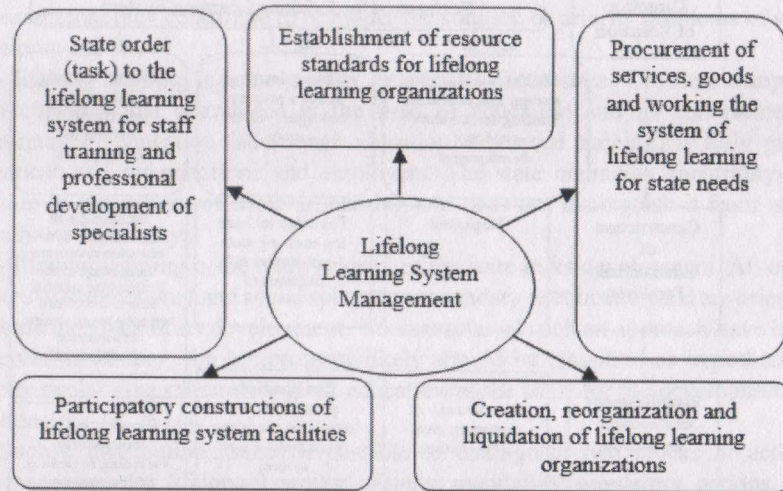 State order
(task) to the
lifelong learning
system for staff
training and
professional
development of
specialists
Establishment of resource
standards for lifelong
learning organizations
Procurement of
services, goods
and working the
system of
lifelong learning
for state needs
Lifelong
Learning System
Management
Participatory constructions of
lifelong learning system facilities
Creation, reorganization and
liquidation of lifelong learning
organizations